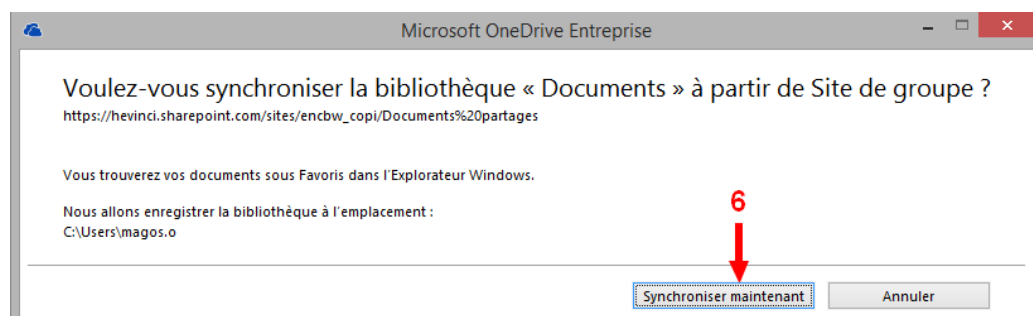 Microsoft OneDrive Entreprise
Voulez-vous synchroniser la bibliothèque « Documents » à partir de Site de groupe ?
https://hevinci.sharepoint.com/sites/encbw_copi/Documents%20partages
Vous trouverez vos documents sous Favoris dans l'Explorateur Windows.
Nous allons enregistrer la bibliothèque à l'emplacement :
C:\Users\magos.o
6
Synchroniser maintenant Annuler